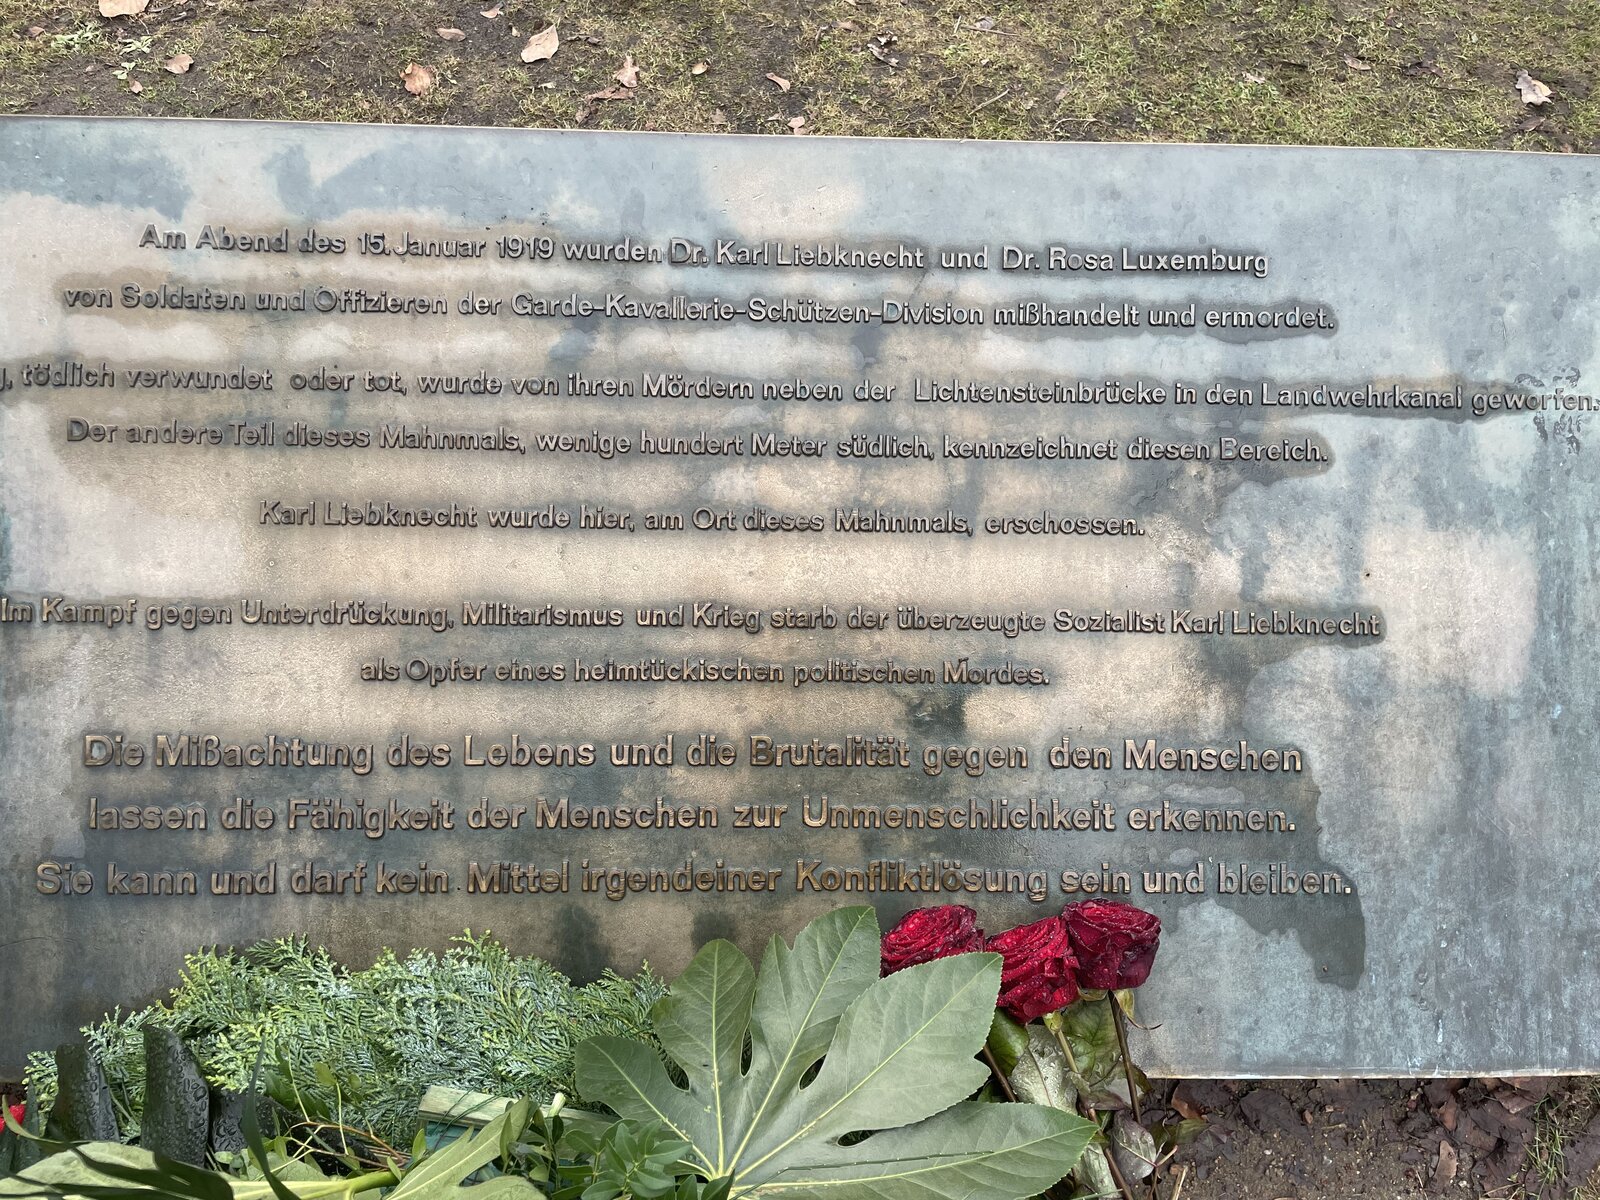 Am Abend des 15. Januar 1919 wurden Dr. Karl Liebknecht und Dr. Rosa Luxemburg
von Soldaten und Offizieren der Garde-Kavallerie-Schützen-Division mißhandelt und ermordet.
, tödlich verwundet oder tot, wurde von ihren Mördern neben der Lichtensteinbrücke in den Landwehrkanal geworfen.
Der andere Teil dieses Mahnmals, wenige hundert Meter südlich, kennzeichnet diesen Bereich.
Karl Liebknecht wurde hier, am Ort dieses Mahnmals, erschossen.
Im Kampf gegen Unterdrückung, Militarismus und Krieg starb der überzeugte Sozialist Karl Liebknecht
als Opfer eines heimtückischen politischen Mordes.
Die Mißachtung des Lebens und die Brutalität gegen den Menschen
lassen die Fähigkeit der Menschen zur Unmenschlichkeit erkennen.
Sie kann und darf kein Mittel irgendeiner Konfliktlösung sein und bleiben.